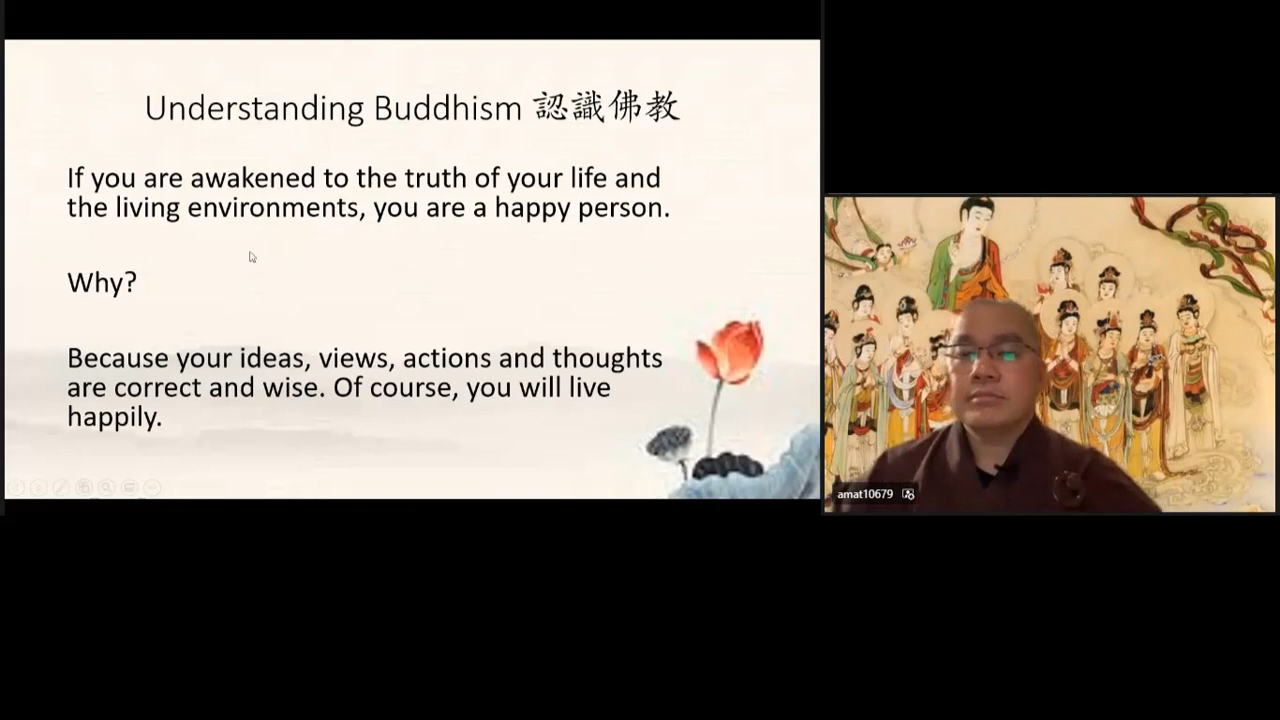 Understanding Buddhism 認識佛教
If you are awakened to the truth of your life and
the living environments, you are a happy person.
Why?
Because your ideas, views, actions and thoughts
are correct and wise. Of course, you will live
happily.
amat10679